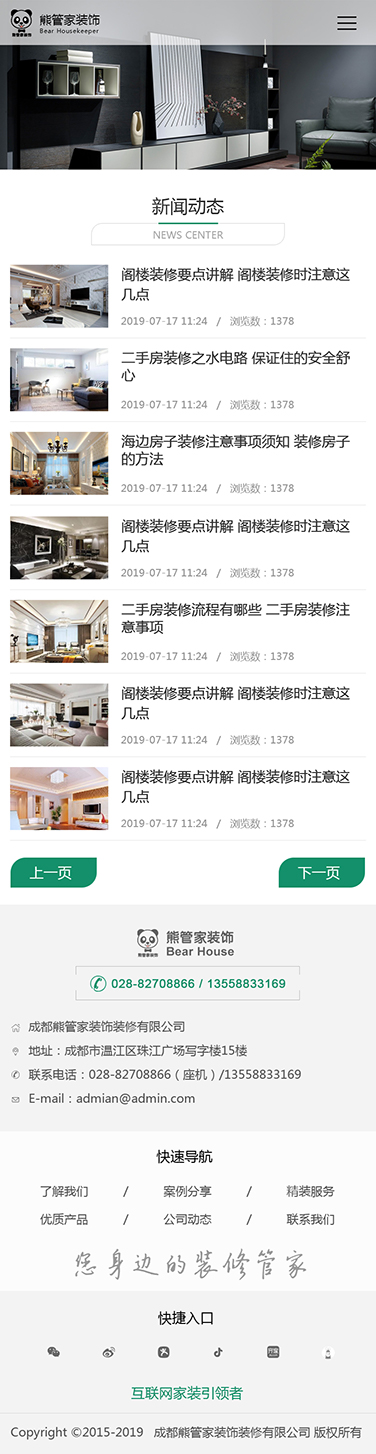 熊管家装饰
Bear Housekeeper
新闻动态
NEWS CENTER
阁楼装修要点讲解 阁楼装修时注意这
几点
2019-07-17 11:24 / 浏览数：1378
二手房装修之水电路 保证住的安全舒
心
2019-07-17 11:24 / 浏览数：1378
海边房子装修注意事项须知 装修房子
的方法
2019-07-17 11:24 / 浏览数：1378
阁楼装修要点讲解 阁楼装修时注意这
几点
2019-07-17 11:24 / 浏览数：1378
二手房装修流程有哪些 二手房装修注
意事项
2019-07-17 11:24 / 浏览数：1378
阁楼装修要点讲解 阁楼装修时注意这
几点
2019-07-17 11:24 / 浏览数：1378
阁楼装修要点讲解 阁楼装修时注意这
几点
2019-07-17 11:24 / 浏览数：1378
上一页 下一页
熊管家装饰
Bear House
028-82708866 / 13558833169
成都熊管家装饰装修有限公司
地址：成都市温江区珠江广场写字楼15楼
联系电话：028-82708866（座机）/13558833169
E-mail：admian@admin.com
快速导航
了解我们 / 案例分享 / 精装服务
优质产品 / 公司动态 / 联系我们
您身边的装修管家
快捷入口
互联网家装引领者
Copyright ©2015-2019 成都熊管家装饰装修有限公司 版权所有